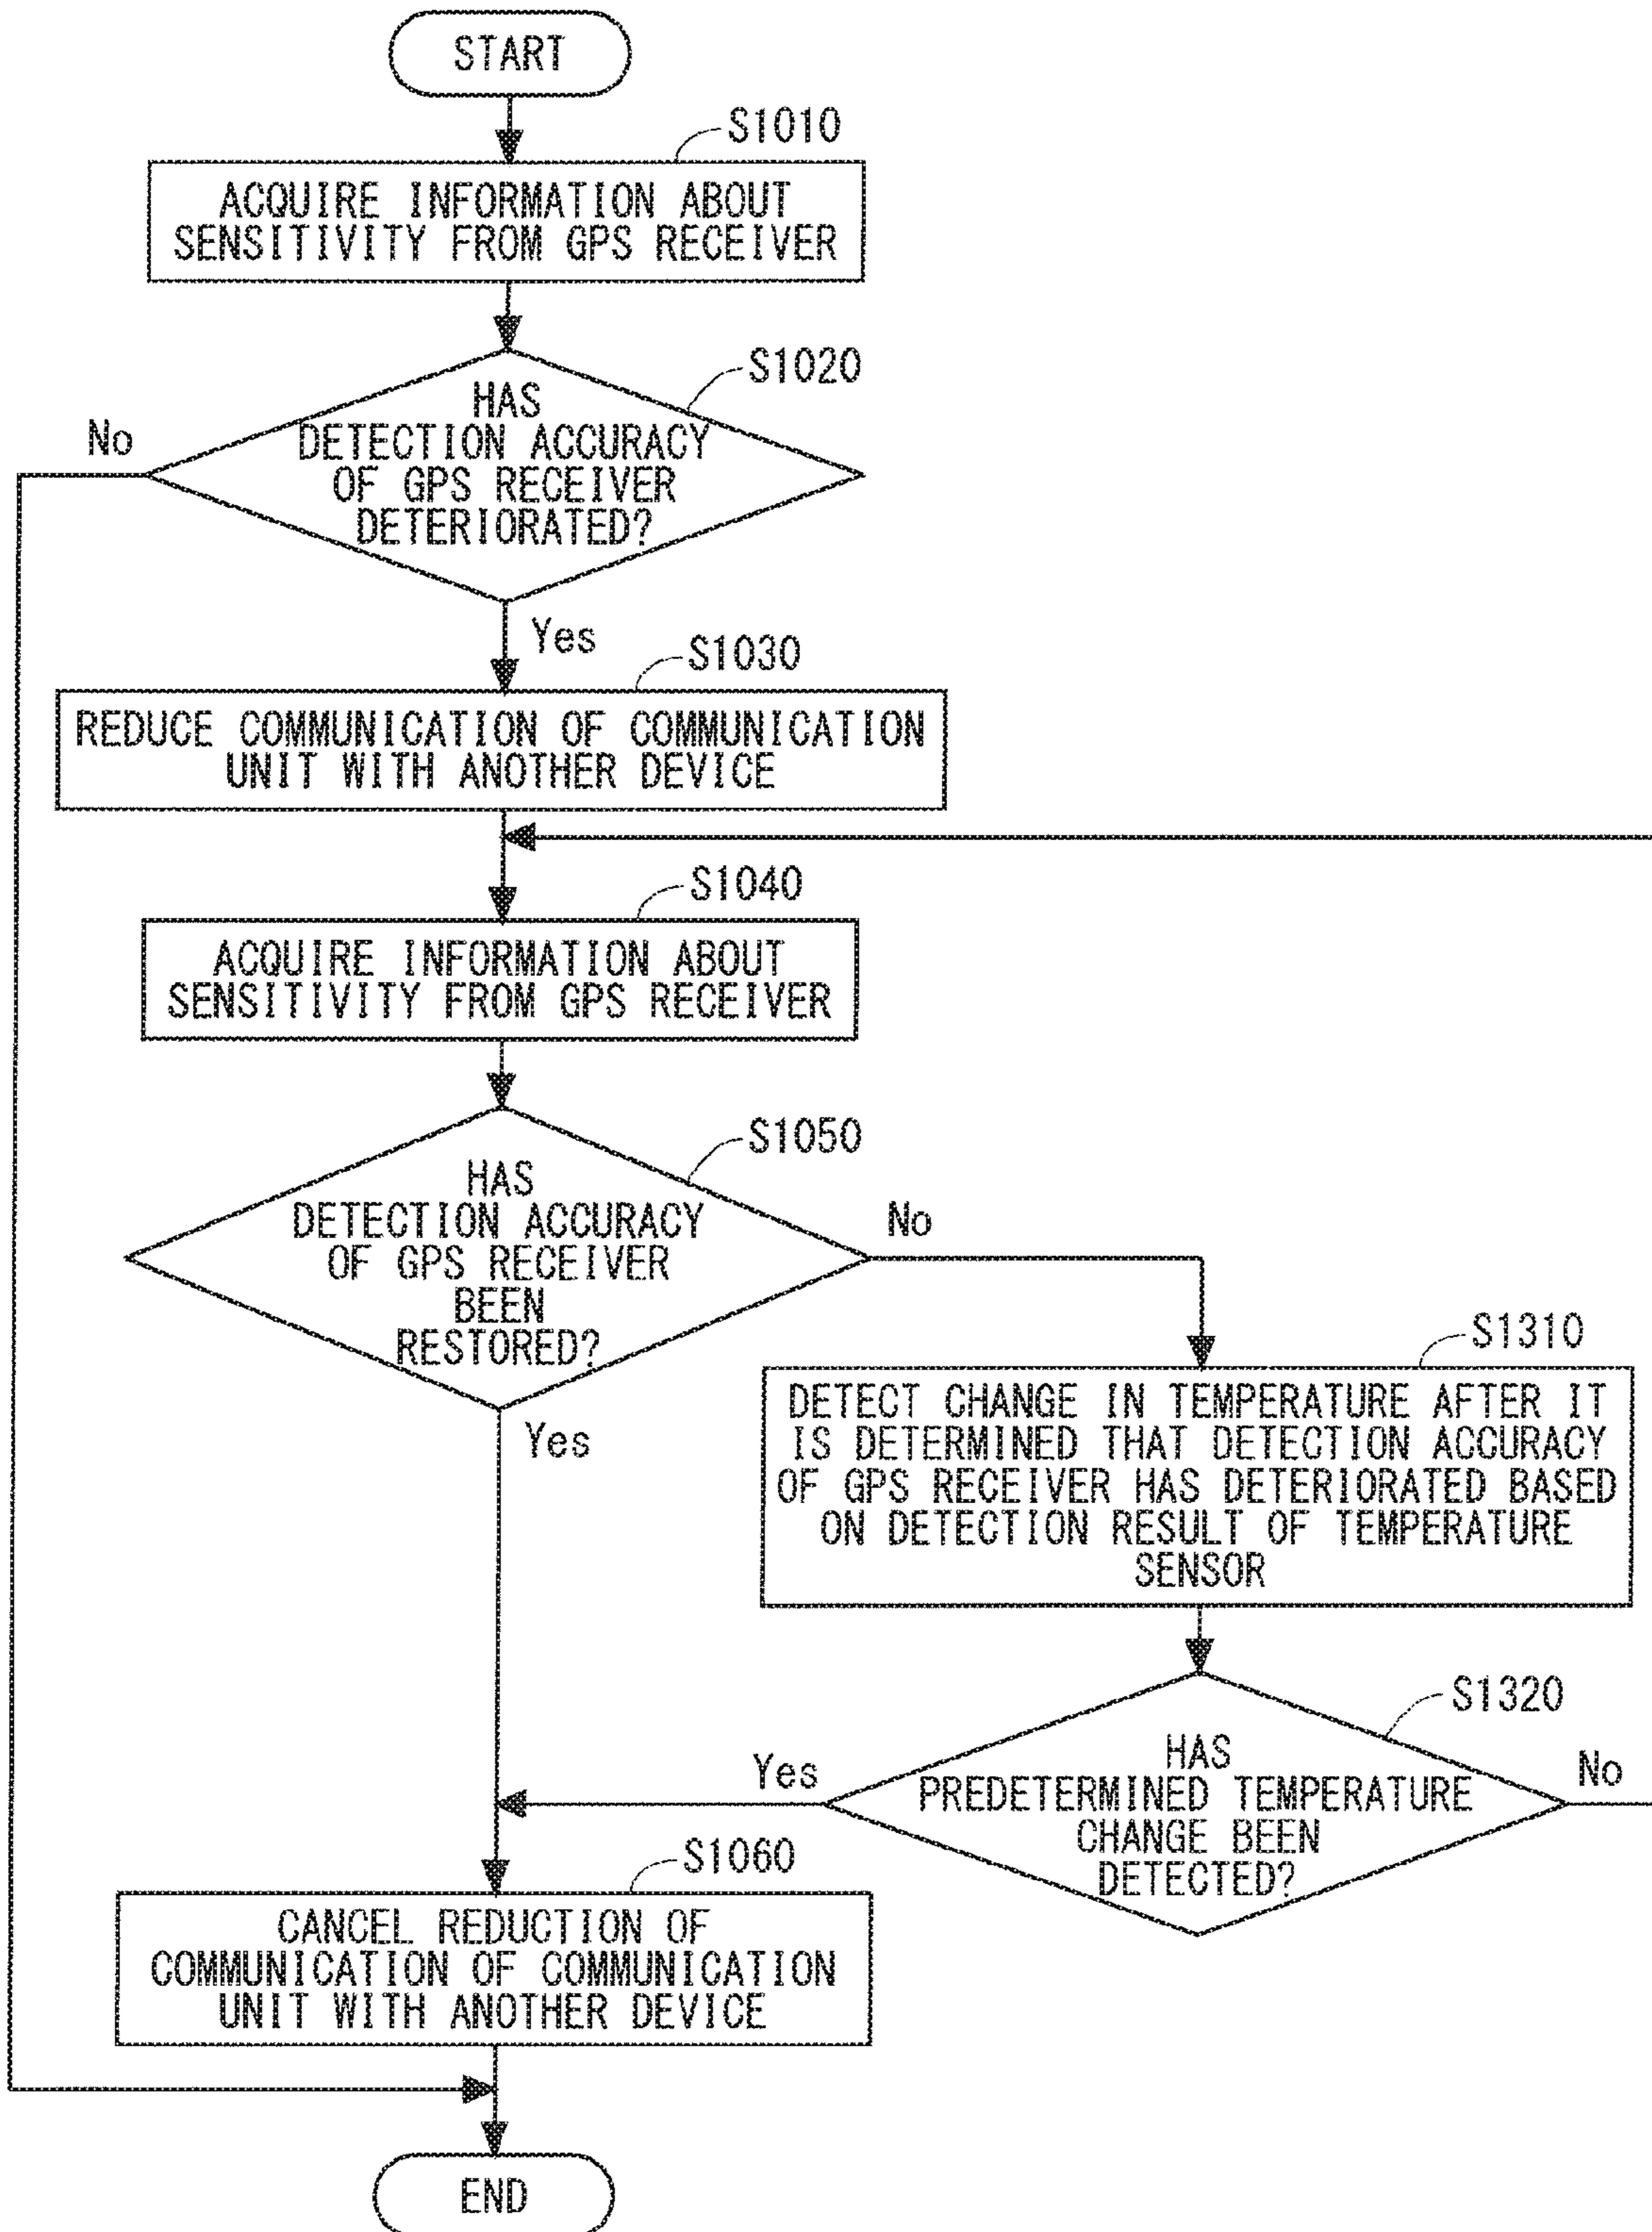 START
S1010
ACQUIRE INFORMATION ABOUT
SENSITIVITY FROM GPS RECEIVER
S1020
HAS
DETECTION ACCURACY
OF GPS RECEIVER
DETERIORATED?
No
Yes
S1030
REDUCE COMMUNICATION OF COMMUNICATION
UNIT WITH ANOTHER DEVICE
S1040
ACQUIRE INFORMATION ABOUT
SENSITIVITY FROM GPS RECEIVER
S1050
HAS
DETECTION ACCURACY
OF GPS RECEIVER
BEEN
RESTORED?
No
Yes
S1310
DETECT CHANGE IN TEMPERATURE AFTER IT
IS DETERMINED THAT DETECTION ACCURACY
OF GPS RECEIVER HAS DETERIORATED BASED
ON DETECTION RESULT OF TEMPERATURE
SENSOR
S1320
HAS
PREDETERMINED TEMPERATURE
CHANGE BEEN
DETECTED?
Yes
No
S1060
CANCEL REDUCTION OF
COMMUNICATION OF COMMUNICATION
UNIT WITH ANOTHER DEVICE
END